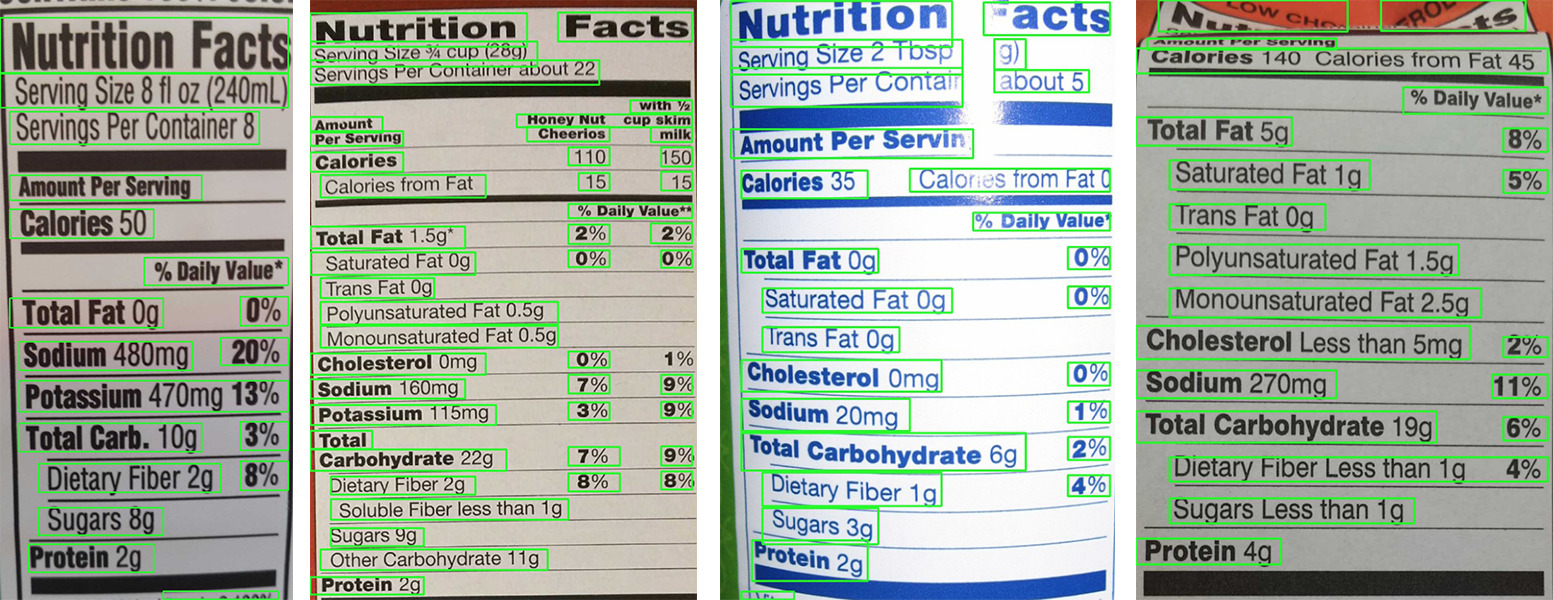 Nutrition Facts
Serving Size 8 fl oz (240mL)
Servings Per Container 8
Amount Per Serving
Calories 50
% Daily Value*
Total Fat 0g 0%
Sodium 480mg 20%
Potassium 470mg 13%
Total Carb. 10g 3%
Dietary Fiber 2g 8%
Sugars 8g
Protein 2g
Nutrition Facts
Serving Size ¾ cup (28g)
Servings Per Container about 22
with ½
Amount Honey Nut cup skim
Per Serving Cheerios milk
Calories 110 150
Calories from Fat 15 15
% Daily Value**
Total Fat 1.5g* 2% 2%
Saturated Fat 0g 0% 0%
Trans Fat 0g
Polyunsaturated Fat 0.5g
Monounsaturated Fat 0.5g
Cholesterol 0mg 0% 1%
Sodium 160mg 7% 9%
Potassium 115mg 3% 9%
Total
Carbohydrate 22g 7% 9%
Dietary Fiber 2g 8% 8%
Soluble Fiber less than 1g
Sugars 9g
Other Carbohydrate 11g
Protein 2g
Nutrition acts
Serving Size 2 Tbsp g)
Servings Per Contai about 5
Amount Per Servin
Calories 35 Calories from Fat 0
% Daily Value*
Total Fat 0g 0%
Saturated Fat 0g 0%
Trans Fat 0g
Cholesterol 0mg 0%
Sodium 20mg 1%
Total Carbohydrate 6g 2%
Dietary Fiber 1g 4%
Sugars 3g
Protein 2g
LOW
Amount Per Serving
Calories 140 Calories from Fat 45
% Daily Value*
Total Fat 5g 8%
Saturated Fat 1g 5%
Trans Fat 0g
Polyunsaturated Fat 1.5g
Monounsaturated Fat 2.5g
Cholesterol Less than 5mg 2%
Sodium 270mg 11%
Total Carbohydrate 19g 6%
Dietary Fiber Less than 1g 4%
Sugars Less than 1g
Protein 4g